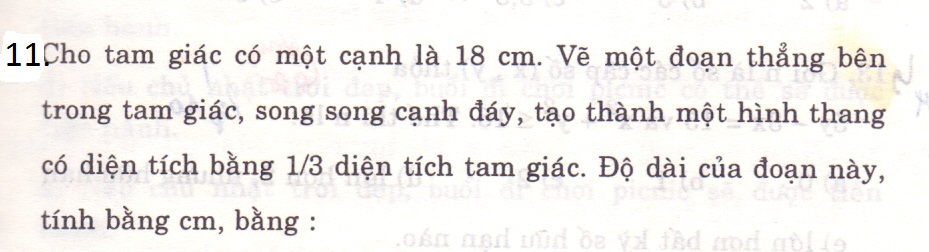 11 Cho tam giác có một cạnh là 18 cm. Vẽ một đoạn thẳng bên
trong tam giác, song song cạnh đáy, tạo thành một hình thang
có diện tích bằng 1/3 diện tích tam giác. Độ dài của đoạn này,
tính bằng cm, bằng :